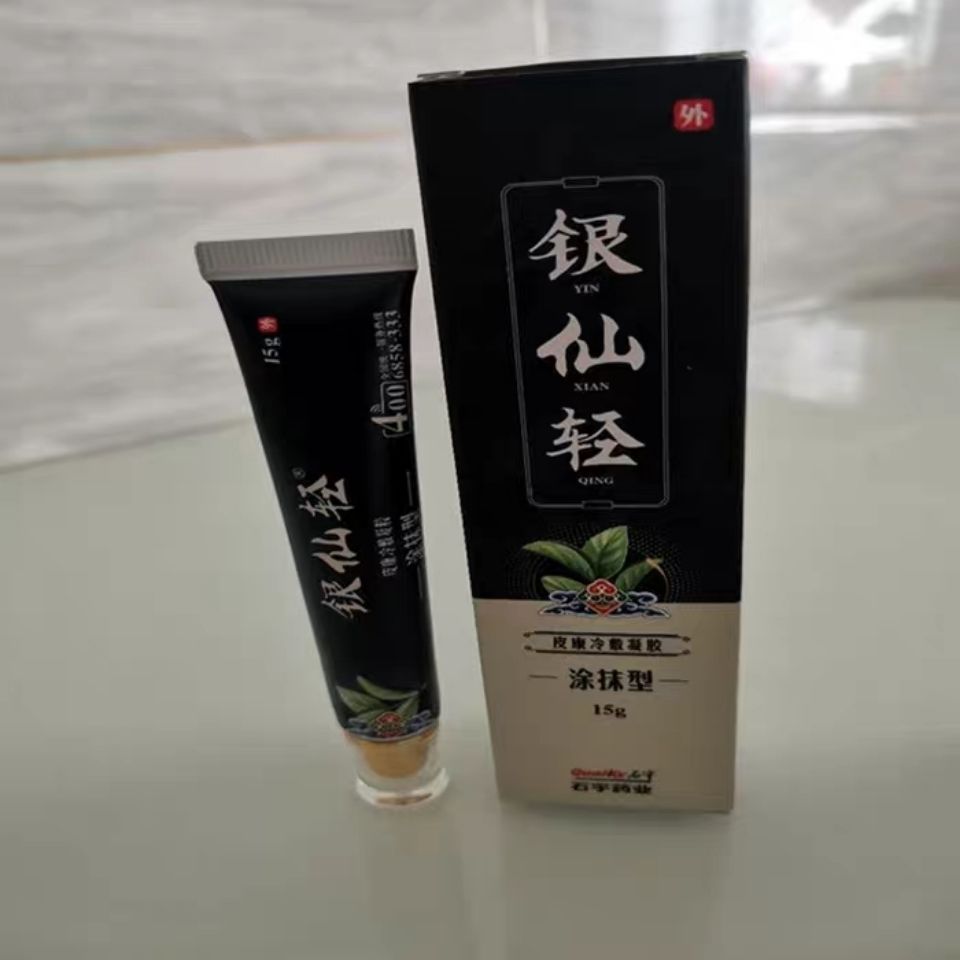 外
银
YIN
仙
XIAN
轻
QING
皮康冷敷凝胶
涂抹型
15g
石宇药业
15g 外
银仙轻®
皮康冷敷凝胶
涂抹型
400
6858-333